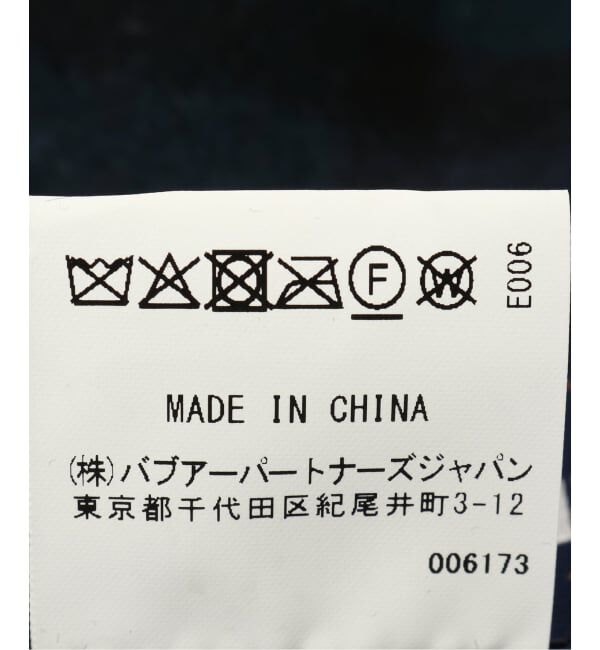 F W E006
MADE IN CHINA
(株)バブアーパートナーズジャパン
東京都千代田区紀尾井町3-12
006173